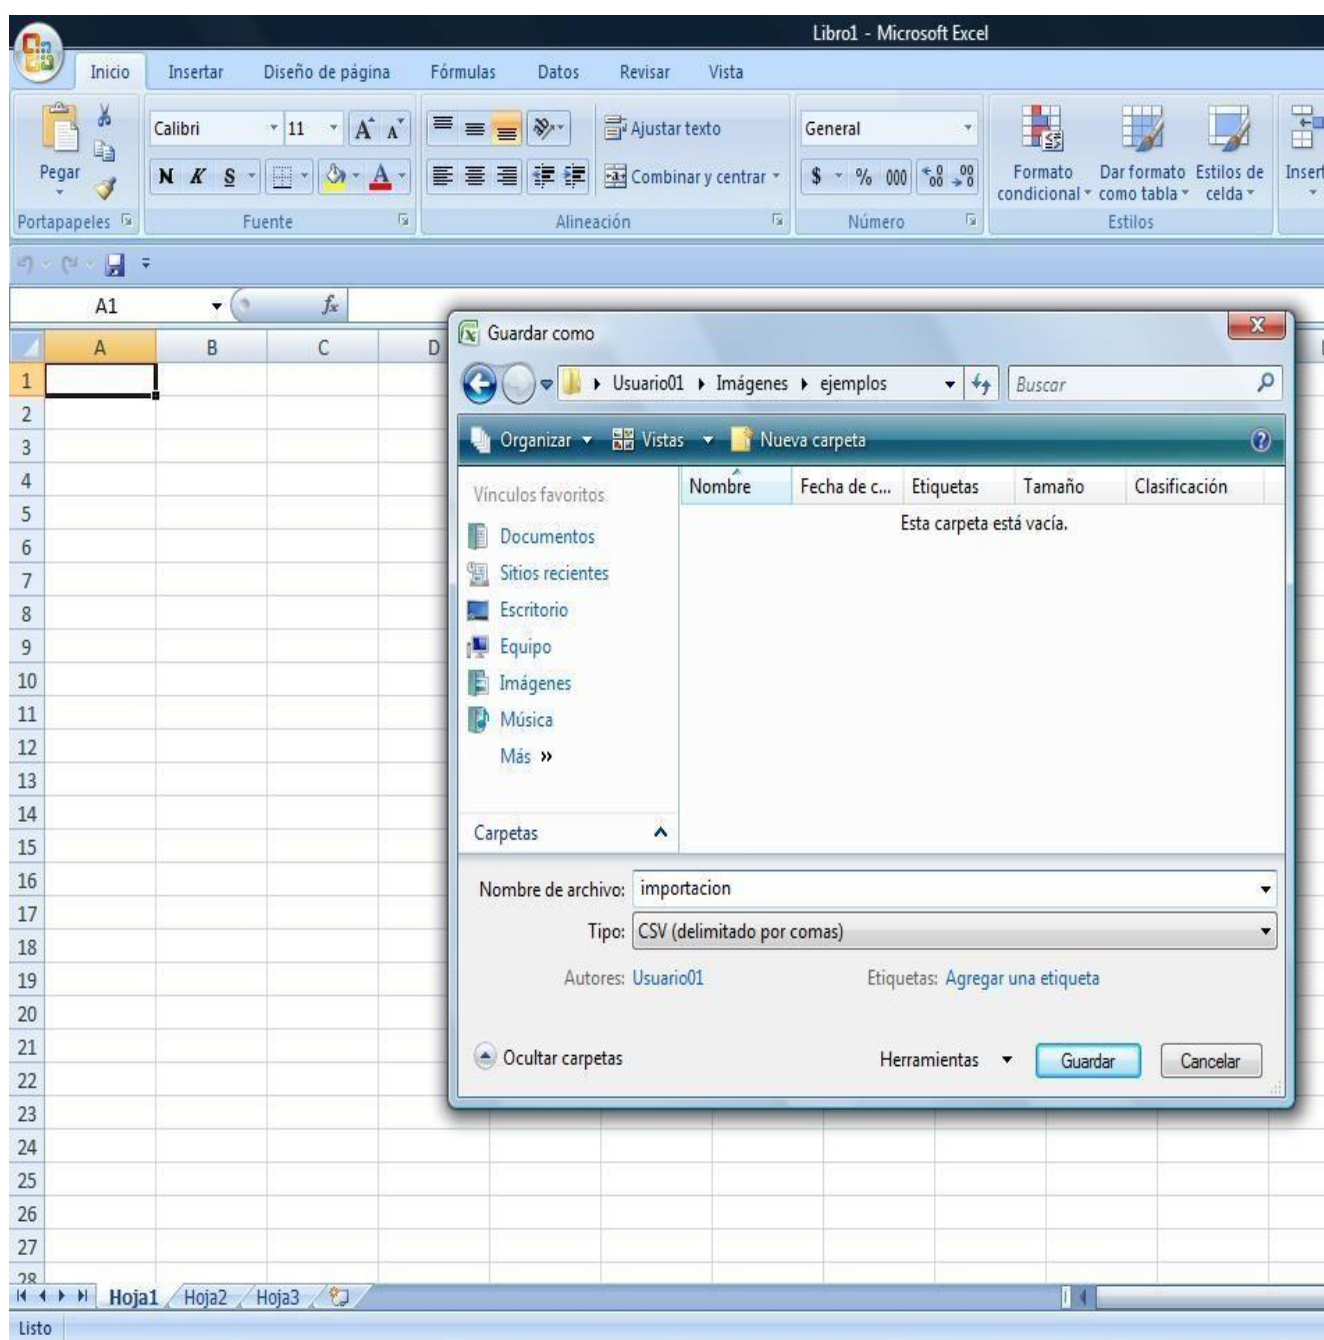 Libro1 - Microsoft Excel
Inicio Insertar Diseño de página Fórmulas Datos Revisar Vista
Calibri 11 A A Ajustar texto General
Pegar N K S A Combinar y centrar $ % 000 Formato condicional Dar formato como tabla Estilos de celda
Portapapeles Fuente Alineación Número Estilos
A1 fx
A B C D
1
2
3
4
5
6
7
8
9
10
11
12
13
14
15
16
17
18
19
20
21
22
23
24
25
26
27
28
Guardar como
Usuario01 Imágenes ejemplos Buscar
Organizar Vistas Nueva carpeta
Vínculos favoritos
Nombre Fecha de c... Etiquetas Tamaño Clasificación
Esta carpeta está vacía.
Documentos
Sitios recientes
Escritorio
Equipo
Imágenes
Música
Más »
Carpetas
Nombre de archivo: importacion
Tipo: CSV (delimitado por comas)
Autores: Usuario01 Etiquetas: Agregar una etiqueta
Ocultar carpetas Herramientas Guardar Cancelar
Hoja1 Hoja2 Hoja3
Listo